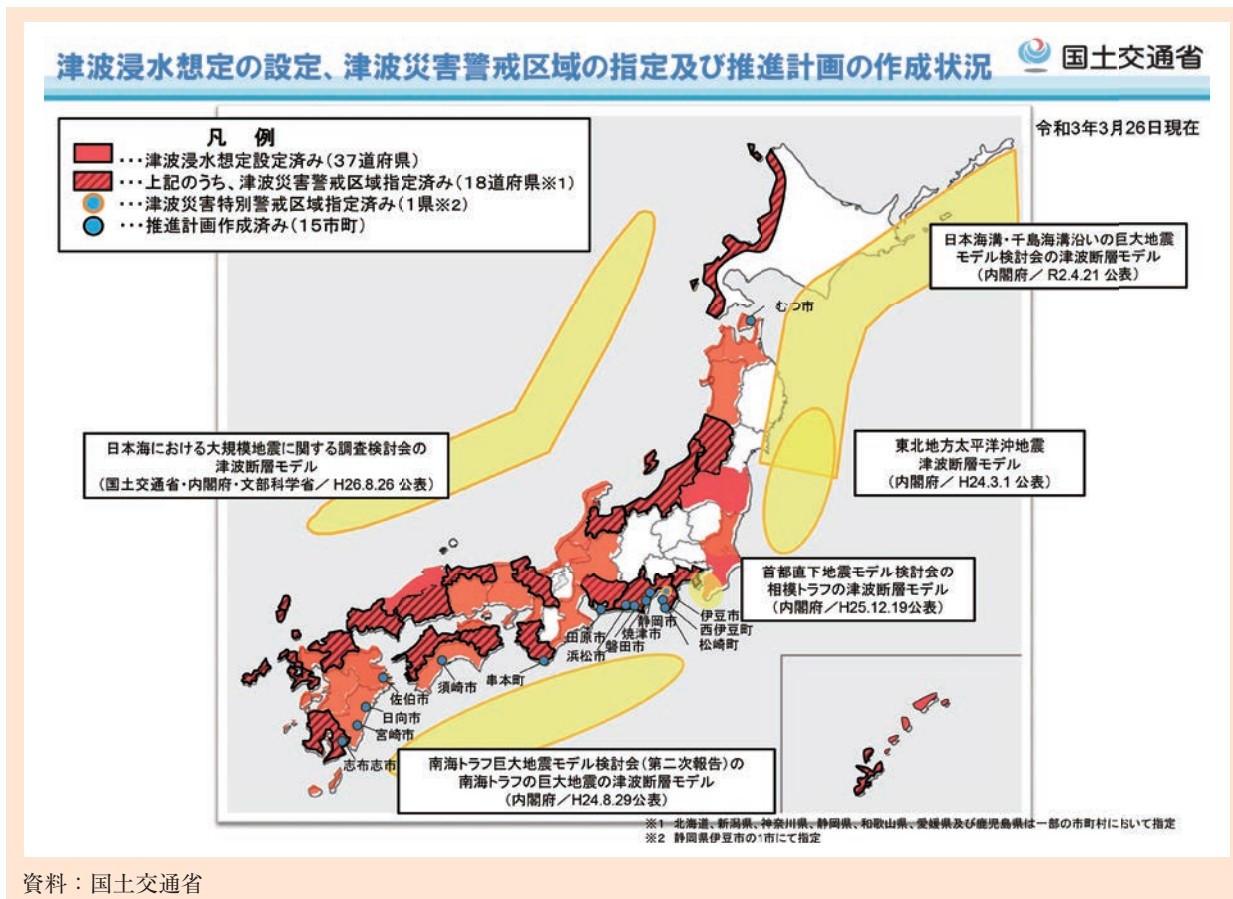 津波浸水想定の設定、津波災害警戒区域の指定及び推進計画の作成状況
国土交通省
令和3年3月26日現在
凡 例
･･･津波浸水想定設定済み(37道府県)
･･･上記のうち、津波災害警戒区域指定済み(18道府県※1)
･･･津波災害特別警戒区域指定済み(1県※2)
･･･推進計画作成済み(15市町)
日本海溝・千島海溝沿いの巨大地震
モデル検討会の津波断層モデル
(内閣府/ R2.4.21 公表)
むつ市
日本海における大規模地震に関する調査検討会の
津波断層モデル
(国土交通省・内閣府・文部科学省/ H26.8.26 公表)
東北地方太平洋沖地震
津波断層モデル
(内閣府/ H24.3.1 公表)
首都直下地震モデル検討会の
相模トラフの津波断層モデル
(内閣府/H25.12.19公表)
伊豆市
西伊豆町
松崎町
静岡市
焼津市
磐田市
田原市
浜松市
串本町
須崎市
佐伯市
日向市
宮崎市
志布志市
南海トラフ巨大地震モデル検討会(第二次報告)の
南海トラフの巨大地震の津波断層モデル
(内閣府/H24.8.29公表)
※1 北海道、新潟県、神奈川県、静岡県、和歌山県、愛媛県及び鹿児島県は一部の市町村において指定
※2 静岡県伊豆市の1市にて指定
資料：国土交通省